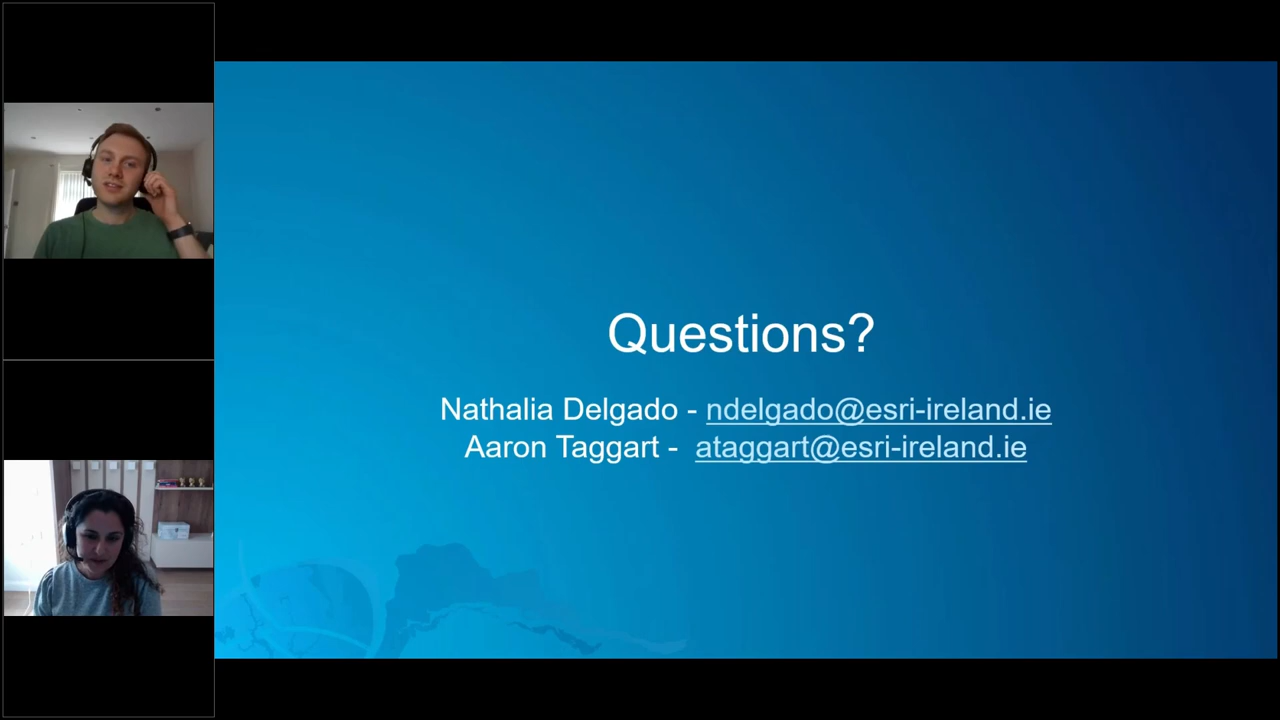 Questions?
Nathalia Delgado - ndelgado@esri-ireland.ie
Aaron Taggart - ataggart@esri-ireland.ie